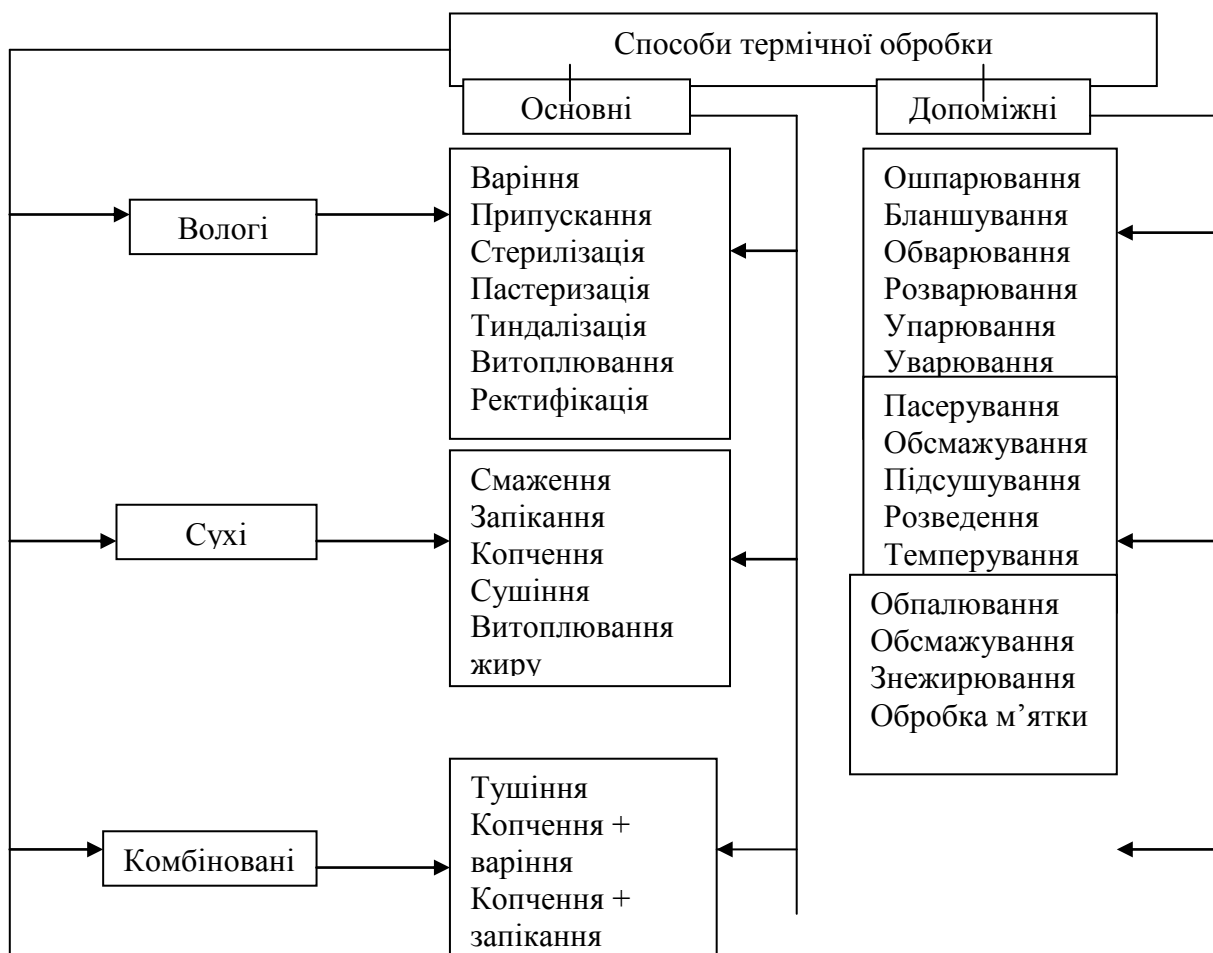 Способи термічної обробки
Основні
Допоміжні
Вологі
Варіння
Припускання
Стерилізація
Пастеризація
Тиндалізація
Витоплювання
Ректифікація
Ошпарювання
Бланшування
Обварювання
Розварювання
Упарювання
Уварювання
Сухі
Смаження
Запікання
Копчення
Сушіння
Витоплювання
жиру
Пасерування
Обсмажування
Підсушування
Розведення
Темперування
Обпалювання
Обсмажування
Знежирювання
Обробка м’ятки
Комбіновані
Тушіння
Копчення +
варіння
Копчення +
запікання